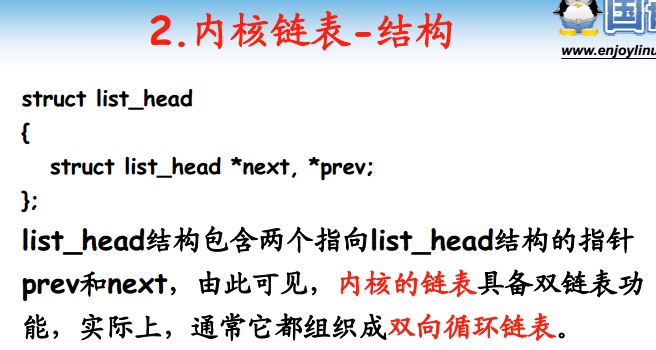 2.内核链表-结构
www.enjoylinu
struct list_head
{
struct list_head *next, *prev;
};
list_head结构包含两个指向list_head结构的指针
prev和next，由此可见，内核的链表具备双链表功
能，实际上，通常它都组织成双向循环链表。